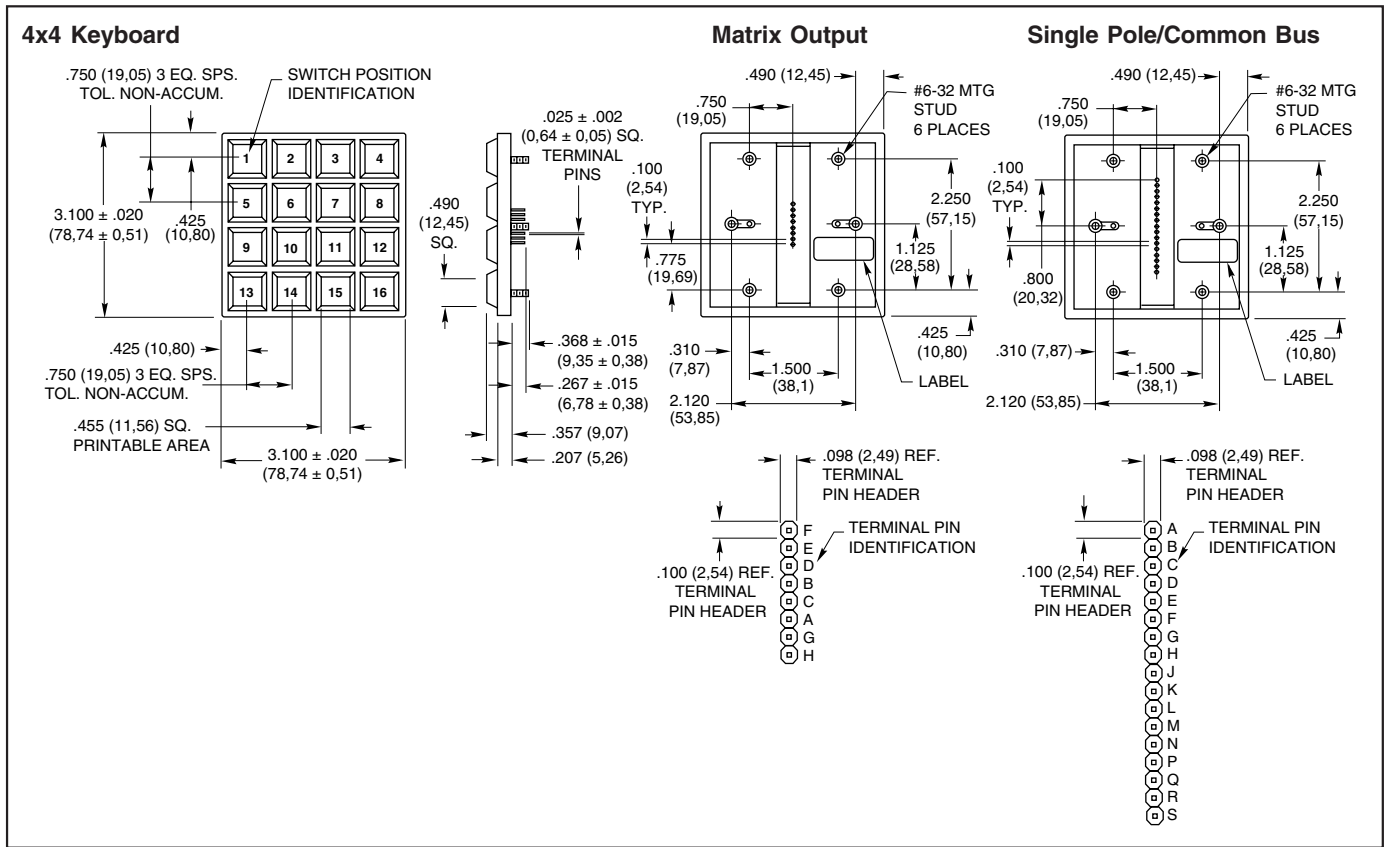 4x4 Keyboard
.750 (19,05) 3 EQ. SPS.
TOL. NON-ACCUM.
SWITCH POSITION
IDENTIFICATION
3.100 ± .020
(78,74 ± 0,51)
.425
(10,80)
1
2
3
4
5
6
7
8
9
10
11
12
13
14
15
16
.425 (10,80)
.750 (19,05) 3 EQ. SPS.
TOL. NON-ACCUM.
.455 (11,56) SQ.
PRINTABLE AREA
3.100 ± .020
(78,74 ± 0,51)
.025 ± .002
(0,64 ± 0,05) SQ.
TERMINAL
PINS
.490
(12,45)
SQ.
.368 ± .015
(9,35 ± 0,38)
.267 ± .015
(6,78 ± 0,38)
.357 (9,07)
.207 (5,26)
Matrix Output
.490 (12,45)
.750
(19,05)
#6-32 MTG
STUD
6 PLACES
.100
(2,54)
TYP.
2.250
(57,15)
1.125
(28,58)
.775
(19,69)
.425
(10,80)
.310
(7,87)
1.500
(38,1)
LABEL
2.120
(53,85)
.098 (2,49) REF.
TERMINAL
PIN HEADER
TERMINAL PIN
IDENTIFICATION
.100 (2,54) REF.
TERMINAL
PIN HEADER
F
E
D
B
C
A
G
H
Single Pole/Common Bus
.490 (12,45)
.750
(19,05)
#6-32 MTG
STUD
6 PLACES
.100
(2,54)
TYP.
2.250
(57,15)
1.125
(28,58)
.800
(20,32)
.425
(10,80)
.310 (7,87)
1.500
(38,1)
LABEL
2.120 (53,85)
.098 (2,49) REF.
TERMINAL
PIN HEADER
TERMINAL PIN
IDENTIFICATION
.100 (2,54) REF.
TERMINAL
PIN HEADER
A
B
C
D
E
F
G
H
J
K
L
M
N
P
Q
R
S